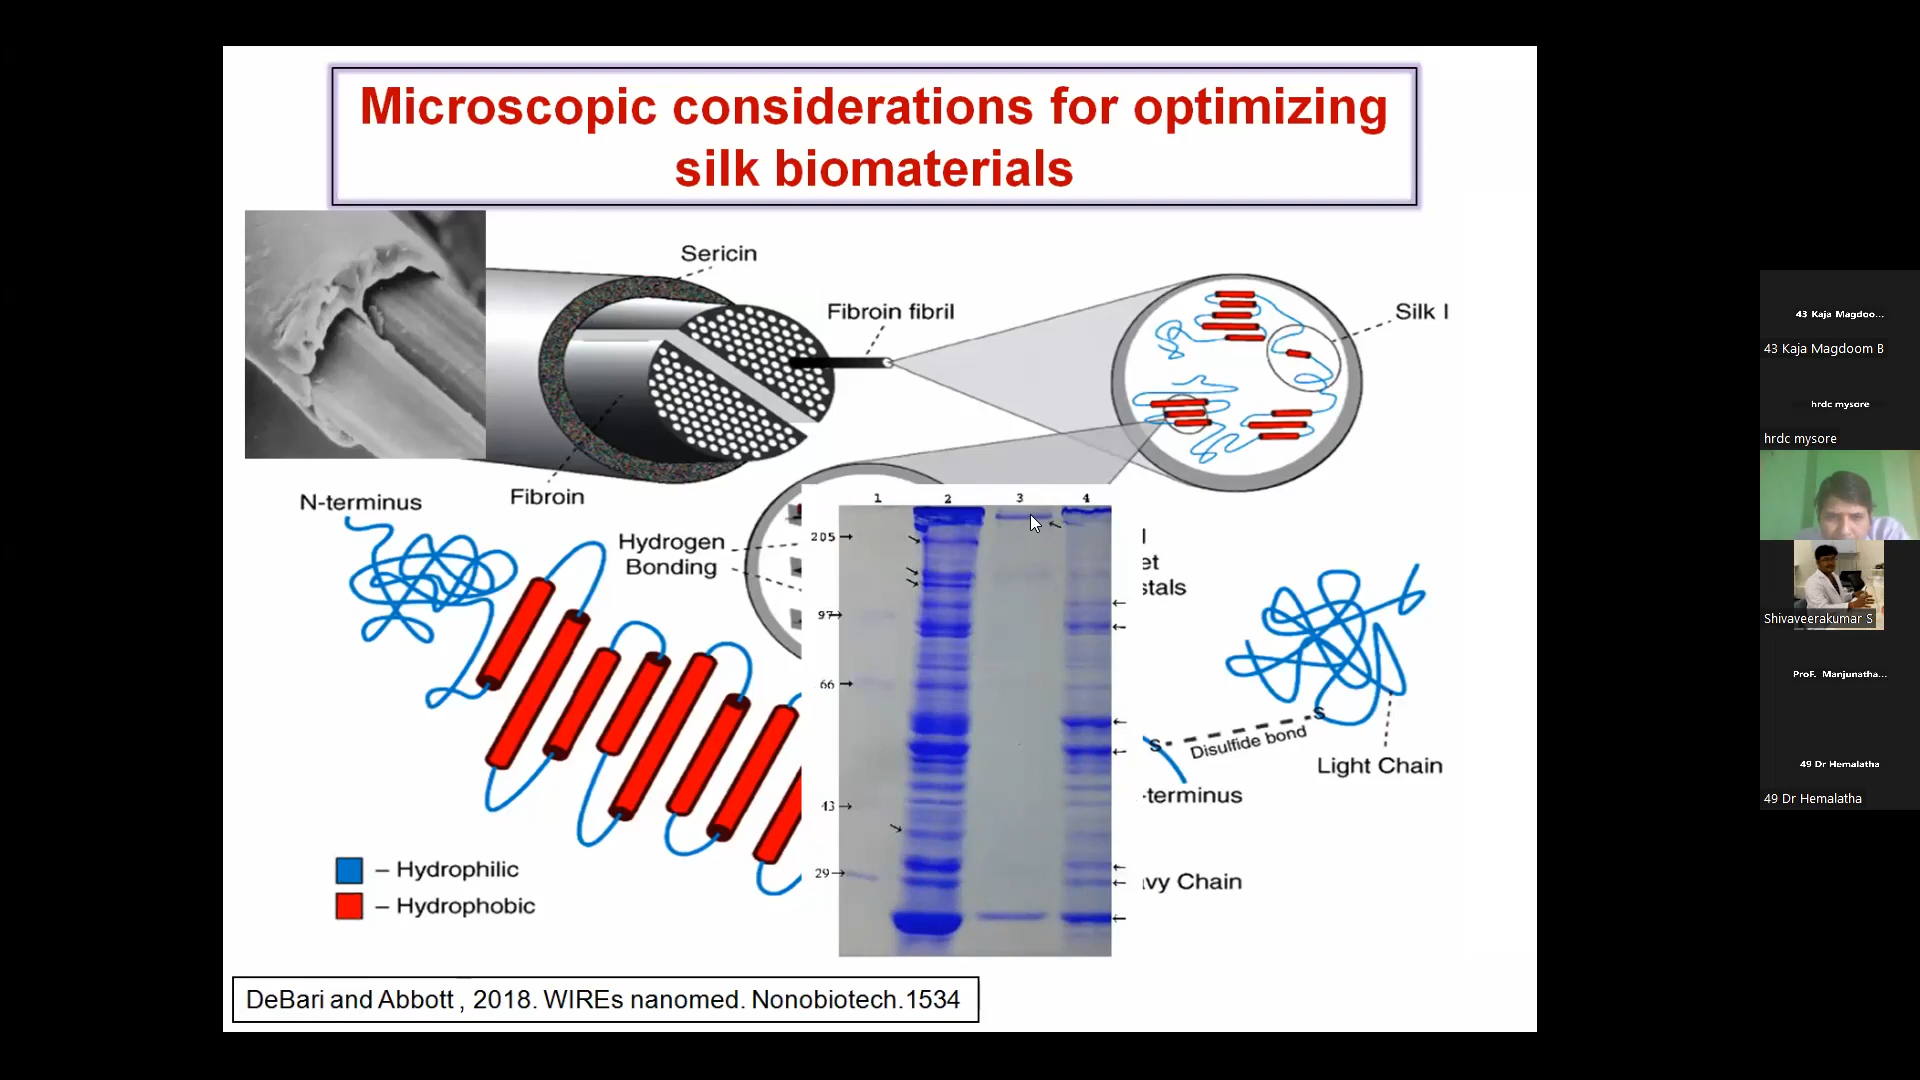 Microscopic considerations for optimizing
silk biomaterials
Sericin
Fibroin fibril
Silk I
N-terminus
Fibroin
Hydrogen
Bonding
1 2 3 4
205
97
66
43
29
l
et
stals
S
S
Disulfide bond
Light Chain
-terminus
vy Chain
– Hydrophilic
– Hydrophobic
DeBari and Abbott , 2018. WIREs nanomed. Nonobiotech.1534
43 Kaja Magdoo...
43 Kaja Magdoom B
hrdc mysore
hrdc mysore
Shivaveerakumar S
ProF. Manjunatha...
49 Dr Hemalatha
49 Dr Hemalatha